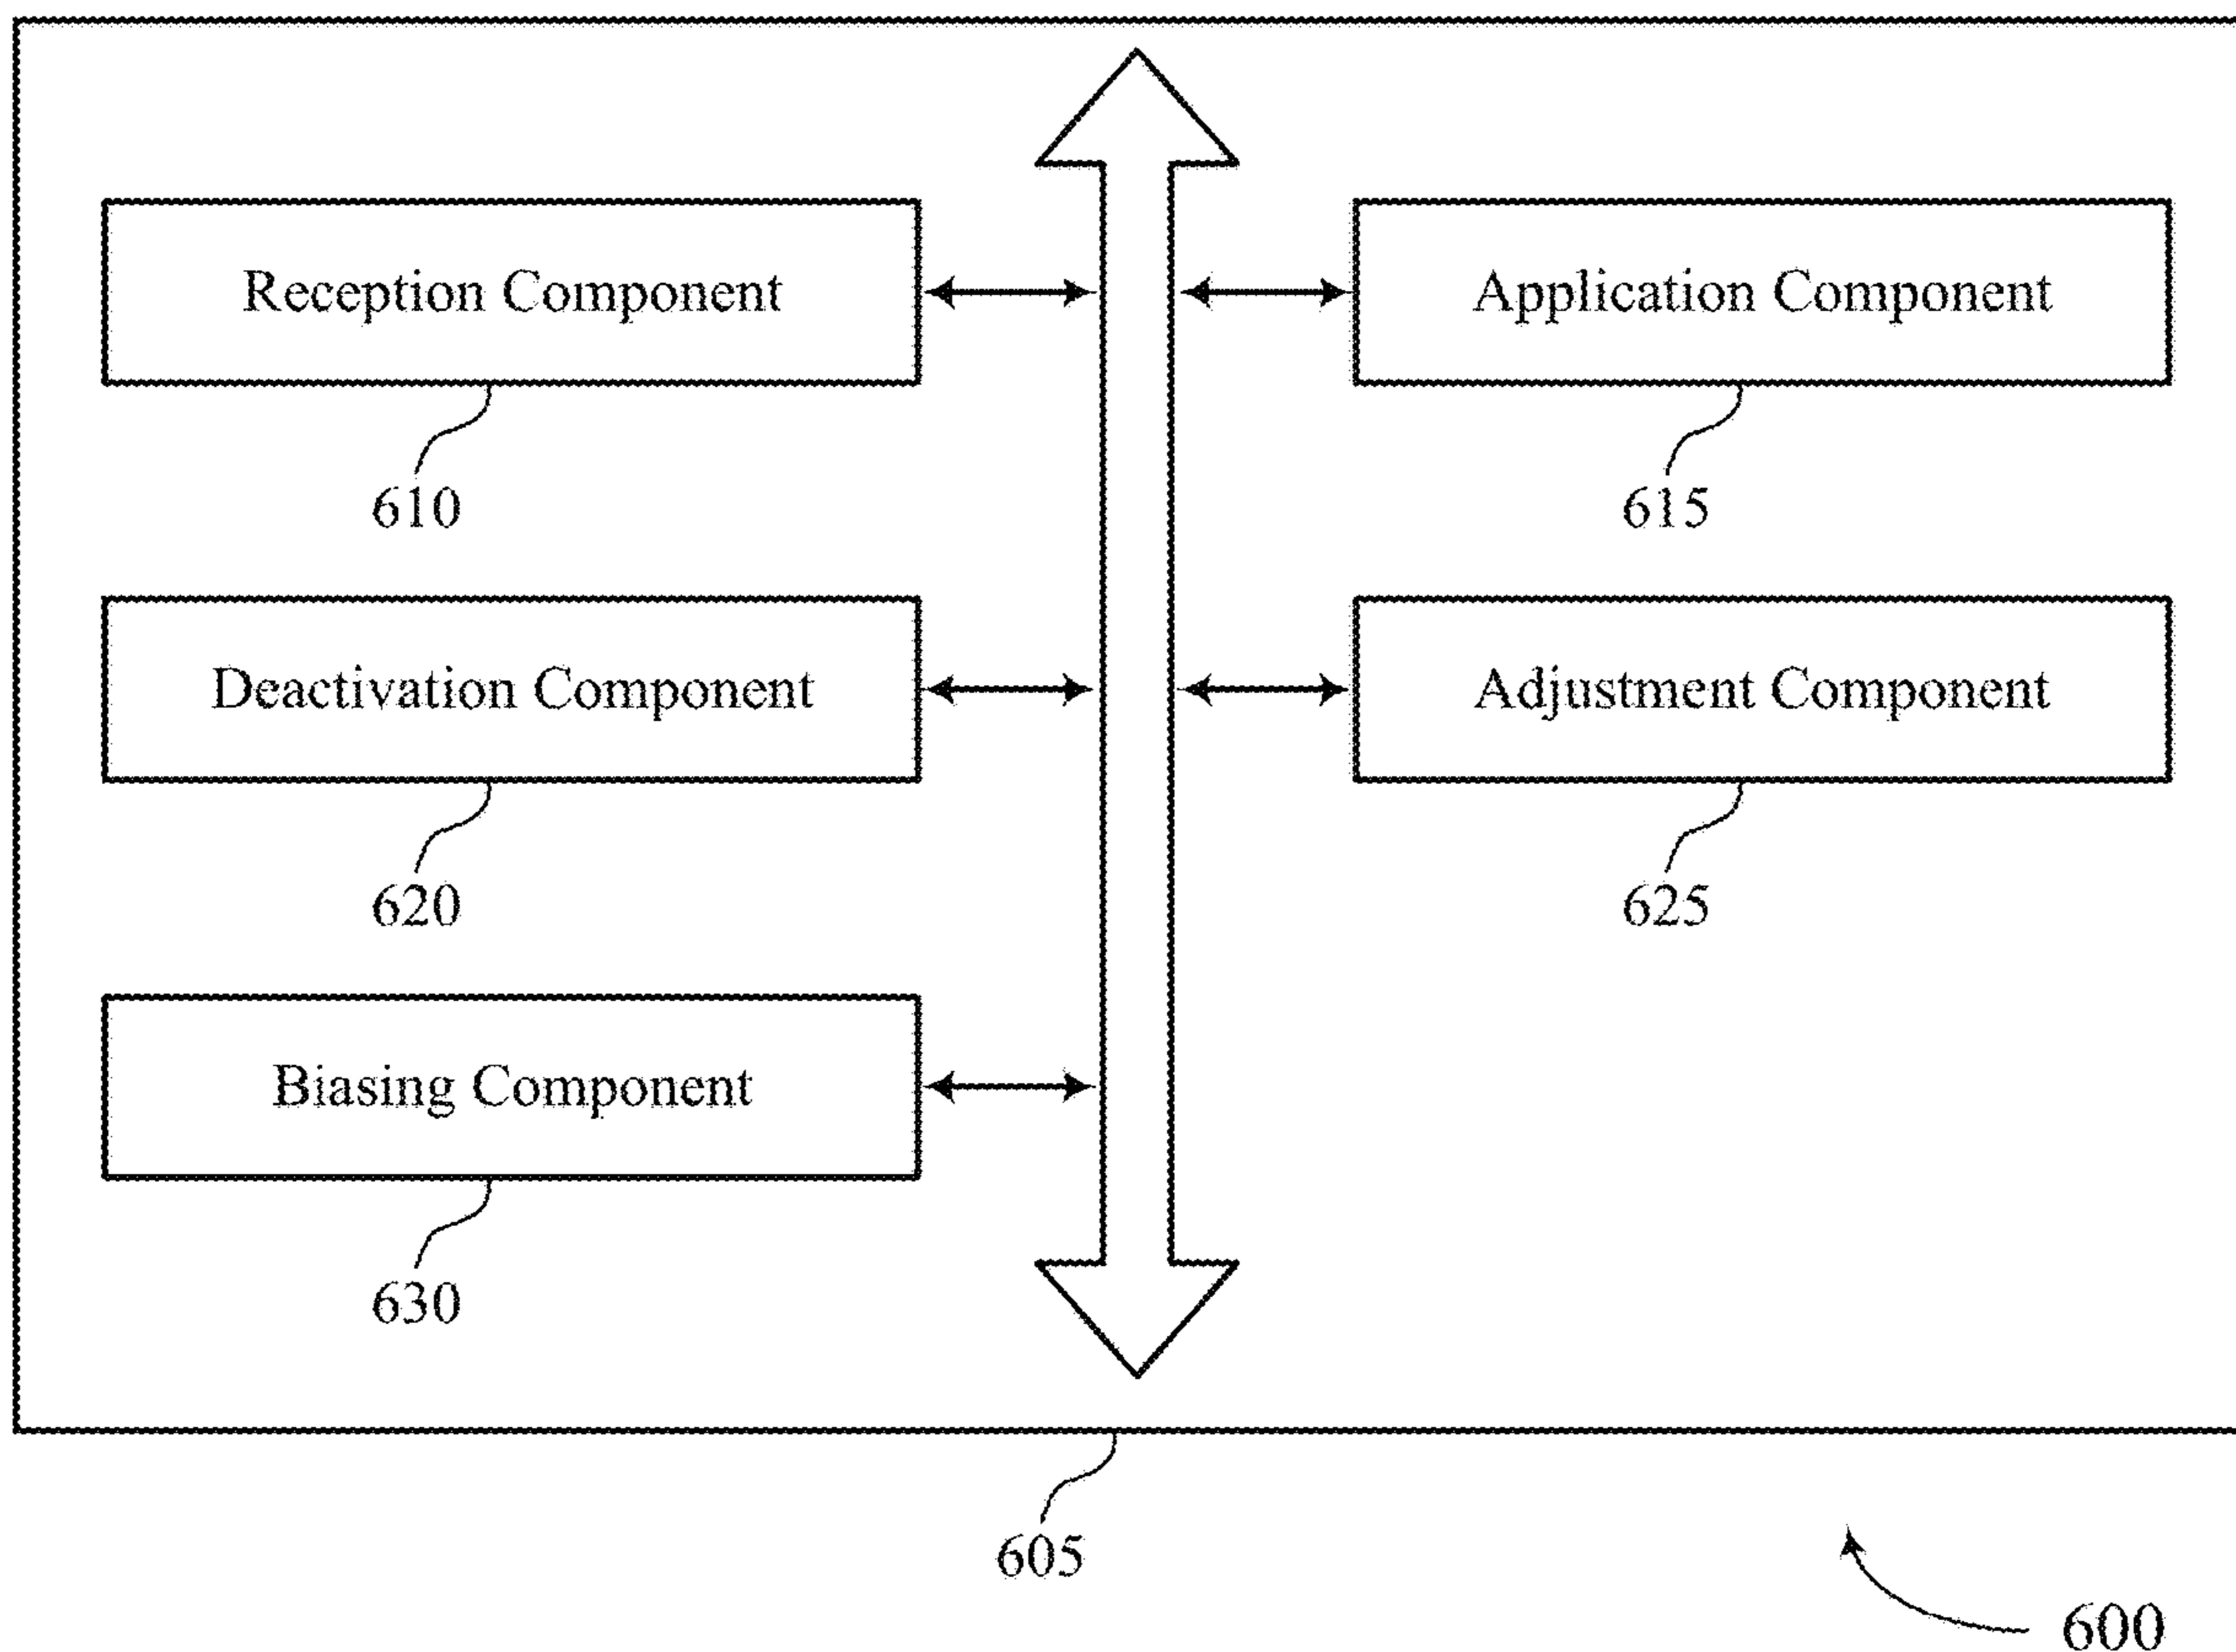 Reception Component
Application Component
610
615
Deactivation Component
Adjustment Component
620
625
Biasing Component
630
605
600